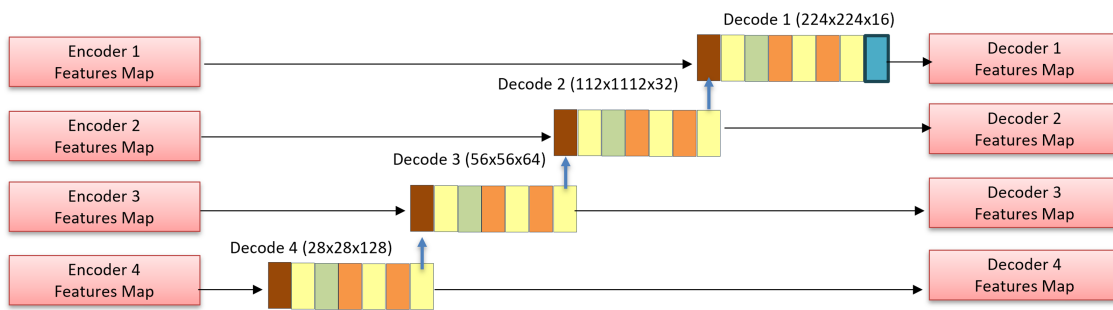 Decode 1 (224x224x16)
Encoder 1
Features Map
Decoder 1
Features Map
Decode 2 (112x1112x32)
Encoder 2
Features Map
Decoder 2
Features Map
Decode 3 (56x56x64)
Encoder 3
Features Map
Decoder 3
Features Map
Decode 4 (28x28x128)
Encoder 4
Features Map
Decoder 4
Features Map